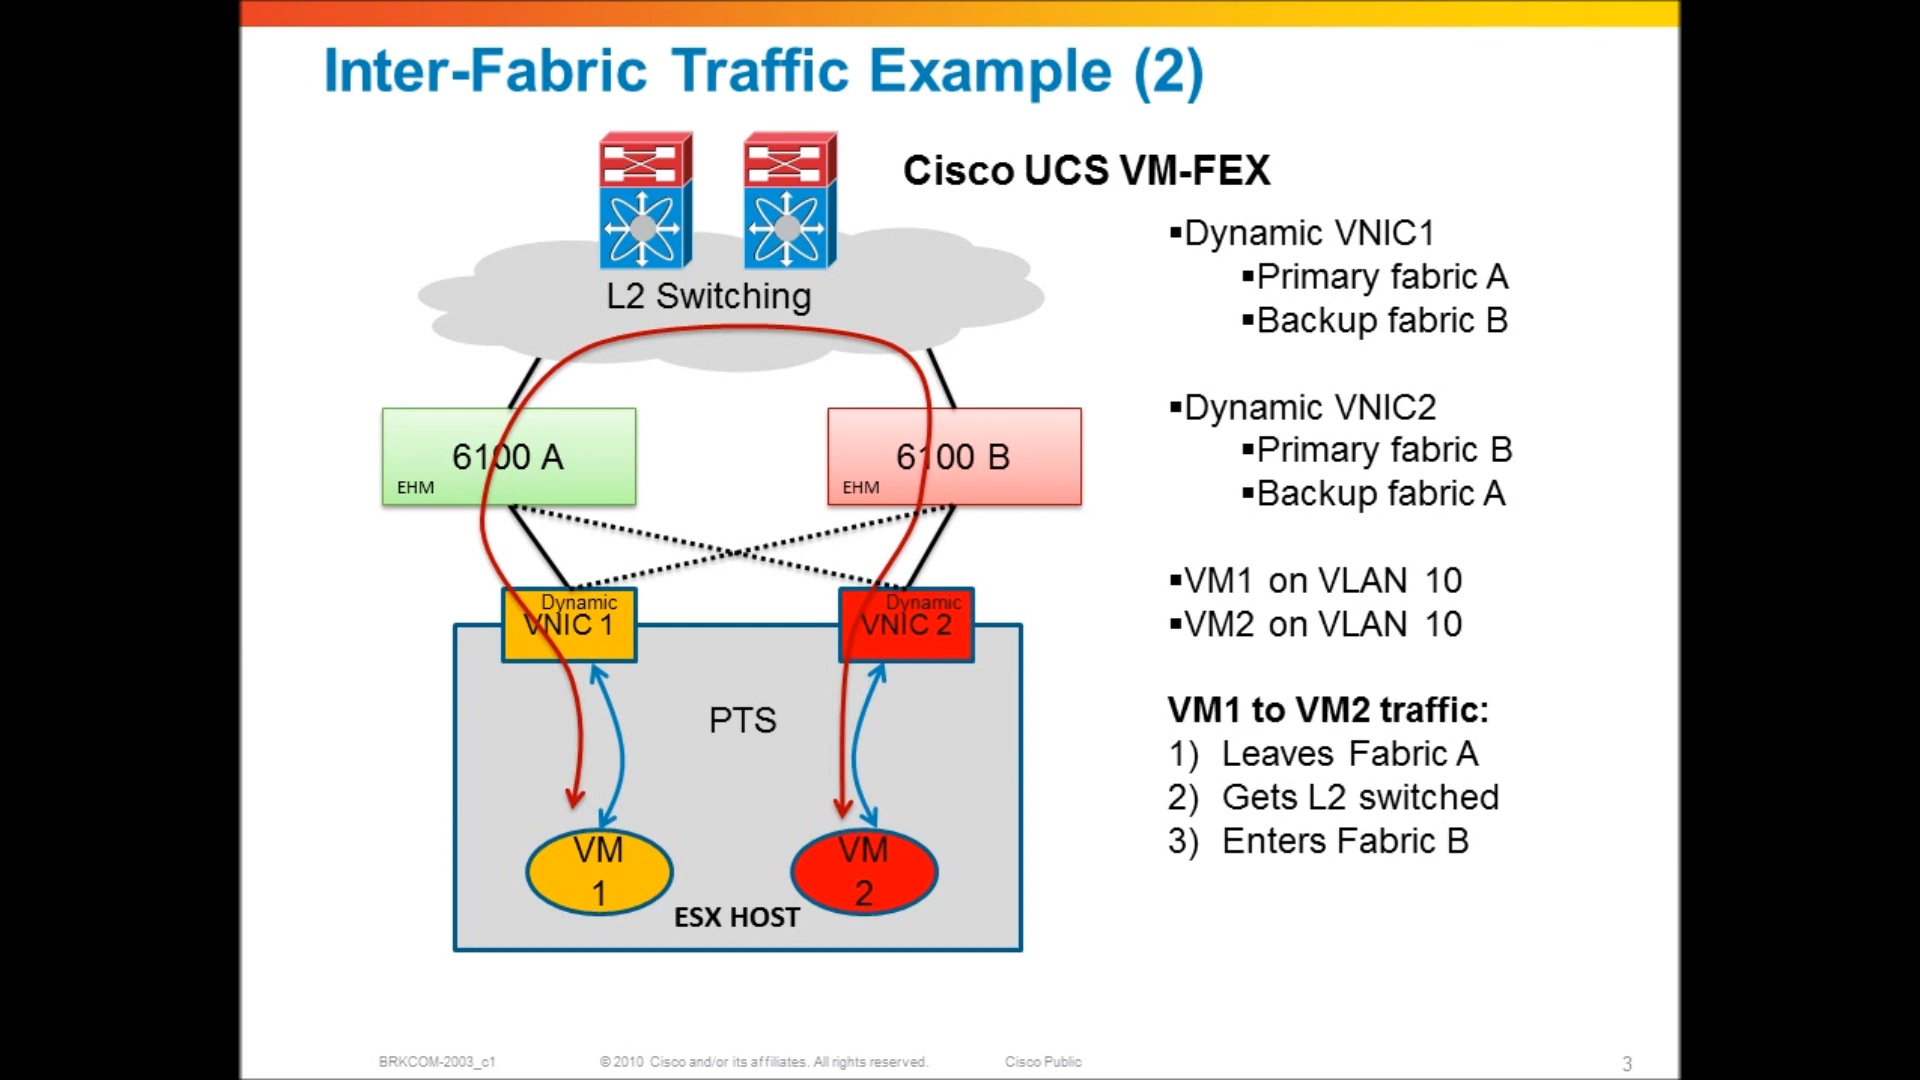 Inter-Fabric Traffic Example (2)
Cisco UCS VM-FEX
L2 Switching
6100 A
EHM
6100 B
EHM
Dynamic
VNIC 1
Dynamic
VNIC 2
PTS
VM
1
VM
2
ESX HOST
▪Dynamic VNIC1
▪Primary fabric A
▪Backup fabric B
▪Dynamic VNIC2
▪Primary fabric B
▪Backup fabric A
▪VM1 on VLAN 10
▪VM2 on VLAN 10
VM1 to VM2 traffic:
1) Leaves Fabric A
2) Gets L2 switched
3) Enters Fabric B
BRKCOM-2003_c1 © 2010 Cisco and/or its affiliates. All rights reserved. Cisco Public 3